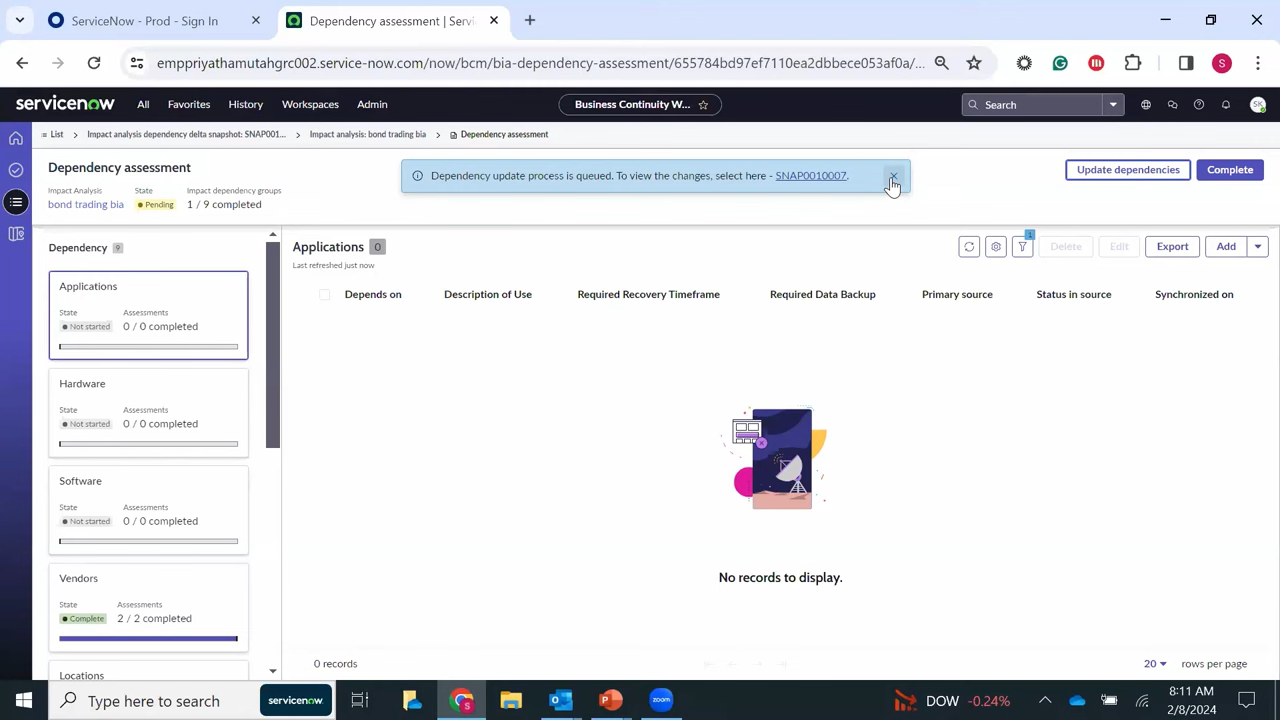 ServiceNow - Prod - Sign In
Dependency assessment | Servi
emppriyathamutahgrc002.service-now.com/now/bcm/bia-dependency-assessment/655784bd97ef7110ea2dbbece053af0a/...
servicenow All Favorites History Workspaces Admin
Business Continuity W...
Search
SK
List > Impact analysis dependency delta snapshot: SNAP001... > Impact analysis: bond trading bia > Dependency assessment
Dependency assessment
Impact Analysis State Impact dependency groups
bond trading bia Pending 1 / 9 completed
Dependency update process is queued. To view the changes, select here - SNAP0010007.
Update dependencies Complete
Dependency 9
Applications
State Assessments
Not started 0 / 0 completed
Hardware
State Assessments
Not started 0 / 0 completed
Software
State Assessments
Not started 0 / 0 completed
Vendors
State Assessments
Complete 2 / 2 completed
Locations
Applications 0
Last refreshed just now
1
Delete Edit Export Add
Depends on Description of Use Required Recovery Timeframe Required Data Backup Primary source Status in source Synchronized on
No records to display.
0 records
20 rows per page
Type here to search
servicenow
DOW -0.24%
8:11 AM
2/8/2024